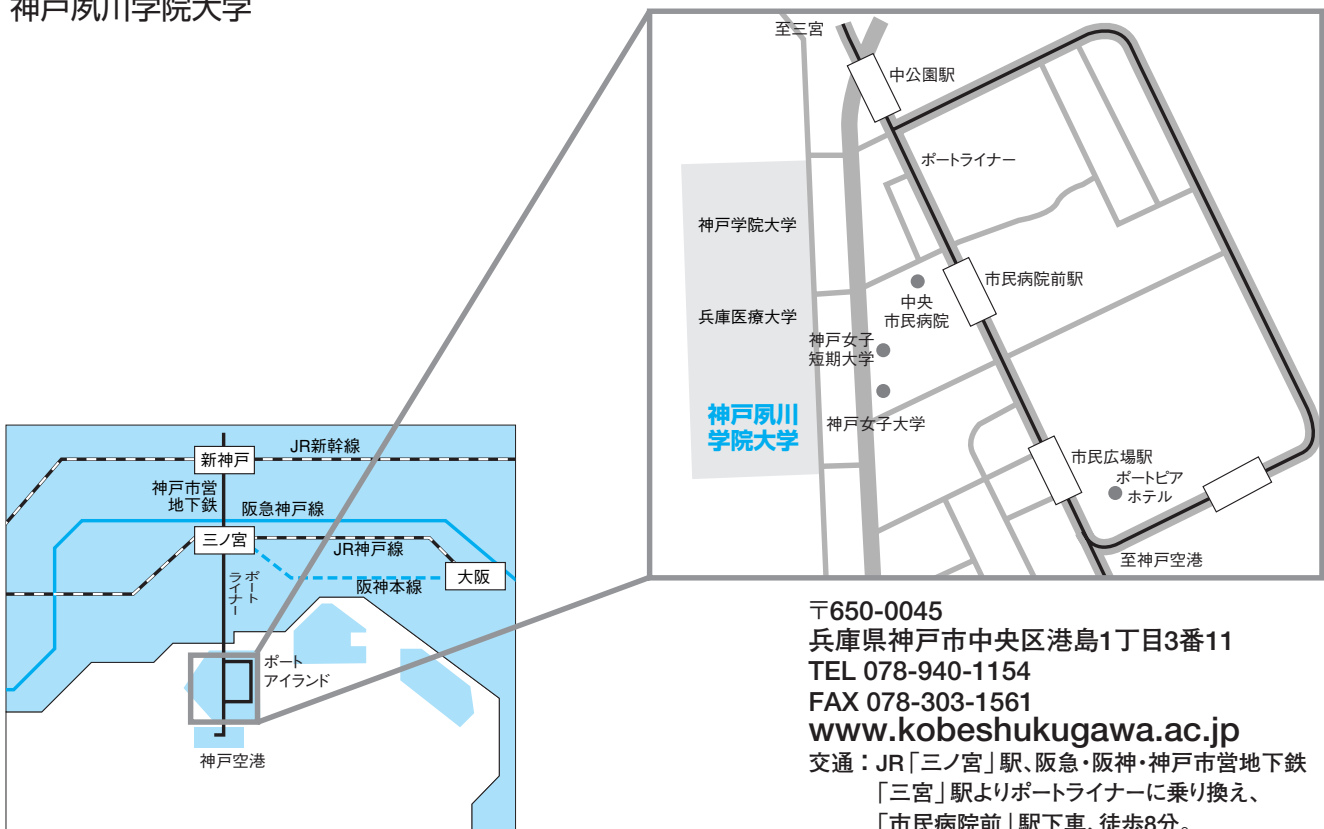 神戸夙川学院大学
至三宮
中公園駅
ポートライナー
神戸学院大学
市民病院前駅
中央
市民病院
兵庫医療大学
神戸女子
短期大学
神戸夙川
学院大学
神戸女子大学
市民広場駅
ポートピア
ホテル
至神戸空港
JR新幹線
新神戸
神戸市営
地下鉄
阪急神戸線
三ノ宮
JR神戸線
大阪
阪神本線
ポート
ライナー
ポート
アイランド
神戸空港
〒650-0045
兵庫県神戸市中央区港島1丁目3番11
TEL 078-940-1154
FAX 078-303-1561
www.kobeshukugawa.ac.jp
交通：JR「三ノ宮」駅、阪急・阪神・神戸市営地下鉄
「三宮」駅よりポートライナーに乗り換え、
「市民病院前」駅下車、徒歩8分。